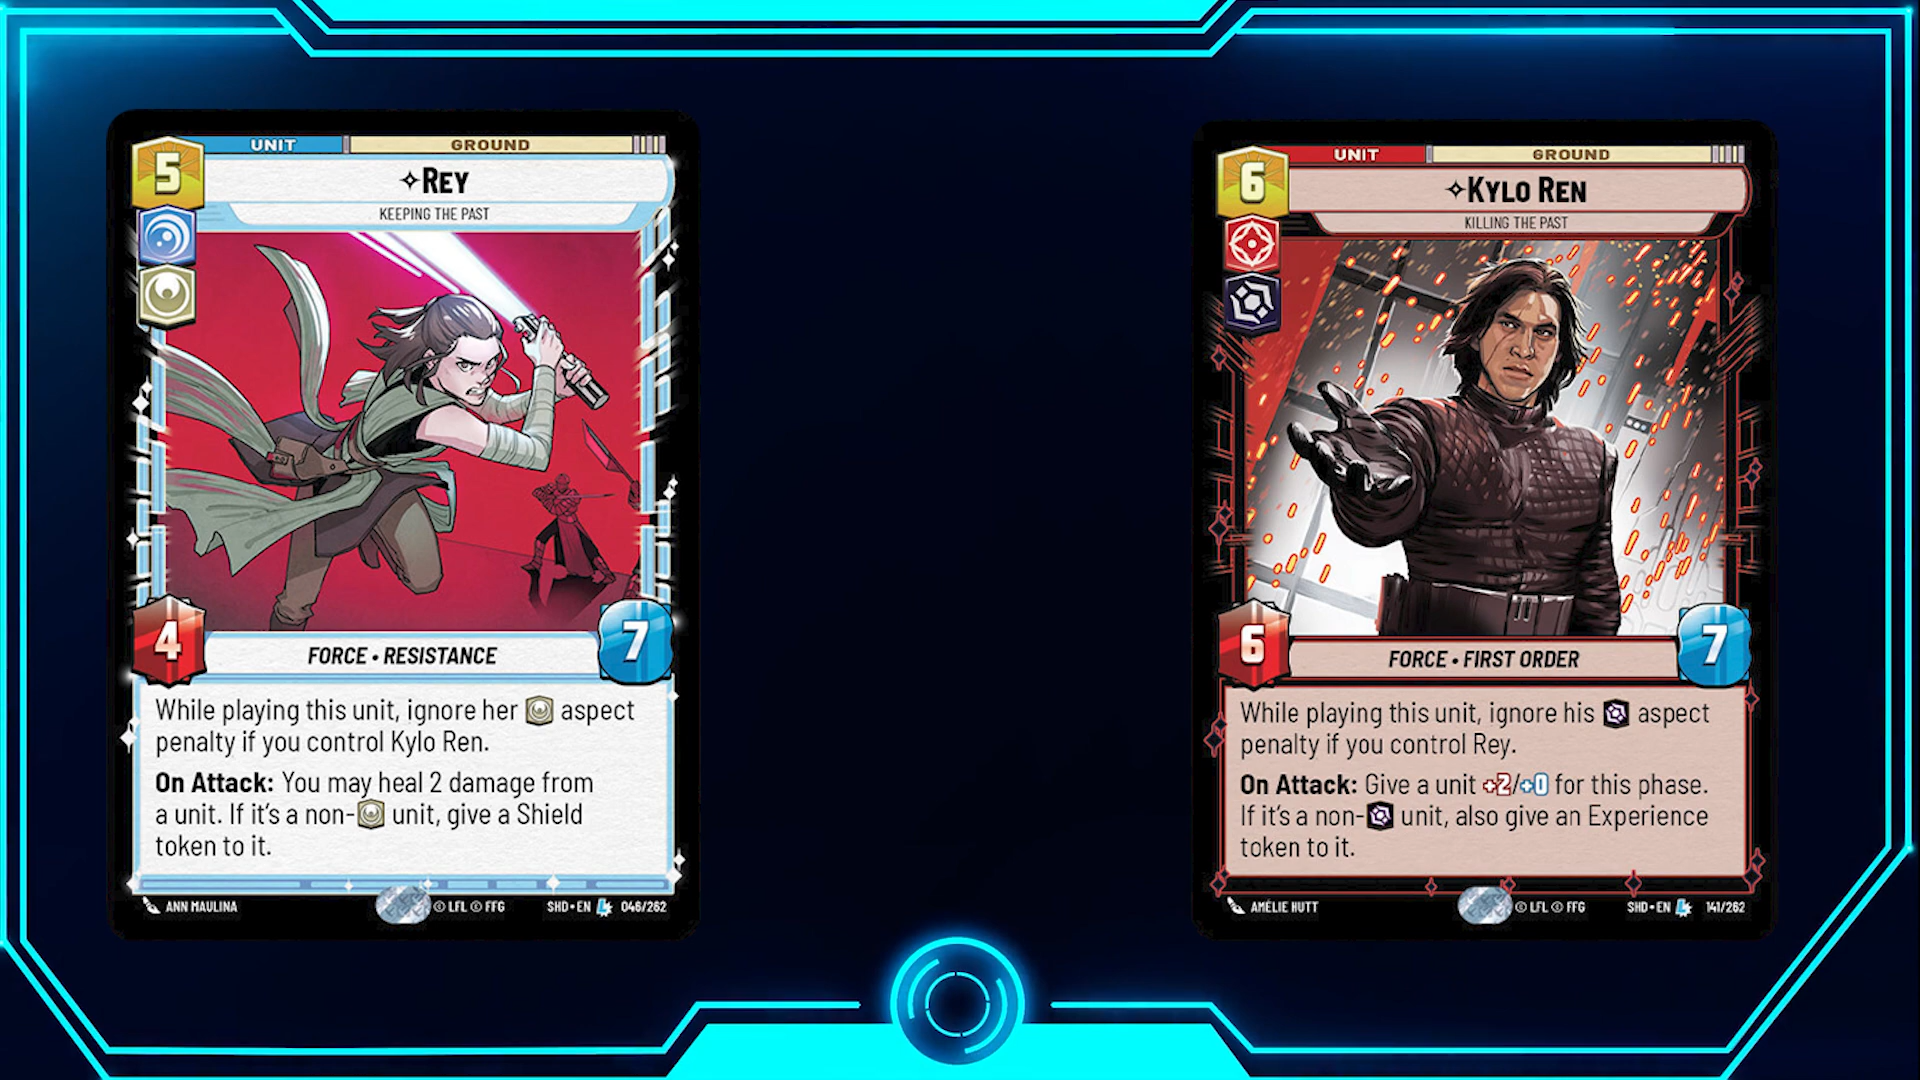 5
UNIT
GROUND
REY
KEEPING THE PAST
4
7
FORCE • RESISTANCE
While playing this unit, ignore her aspect
penalty if you control Kylo Ren.
On Attack: You may heal 2 damage from
a unit. If it's a non- unit, give a Shield
token to it.
ANN MAULINA
© LFL © FFG
SHD•EN L 046/262
6
UNIT
GROUND
KYLO REN
KILLING THE PAST
6
7
FORCE • FIRST ORDER
While playing this unit, ignore his aspect
penalty if you control Rey.
On Attack: Give a unit +2/+0 for this phase.
If it's a non- unit, also give an Experience
token to it.
AMÉLIE HUTT
© LFL © FFG
SHD•EN L 141/262